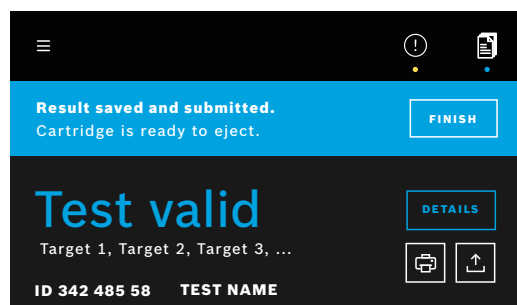 Result saved and submitted.
Cartridge is ready to eject.
FINISH
Test valid
DETAILS
Target 1, Target 2, Target 3, ...
ID 342 485 58 TEST NAME